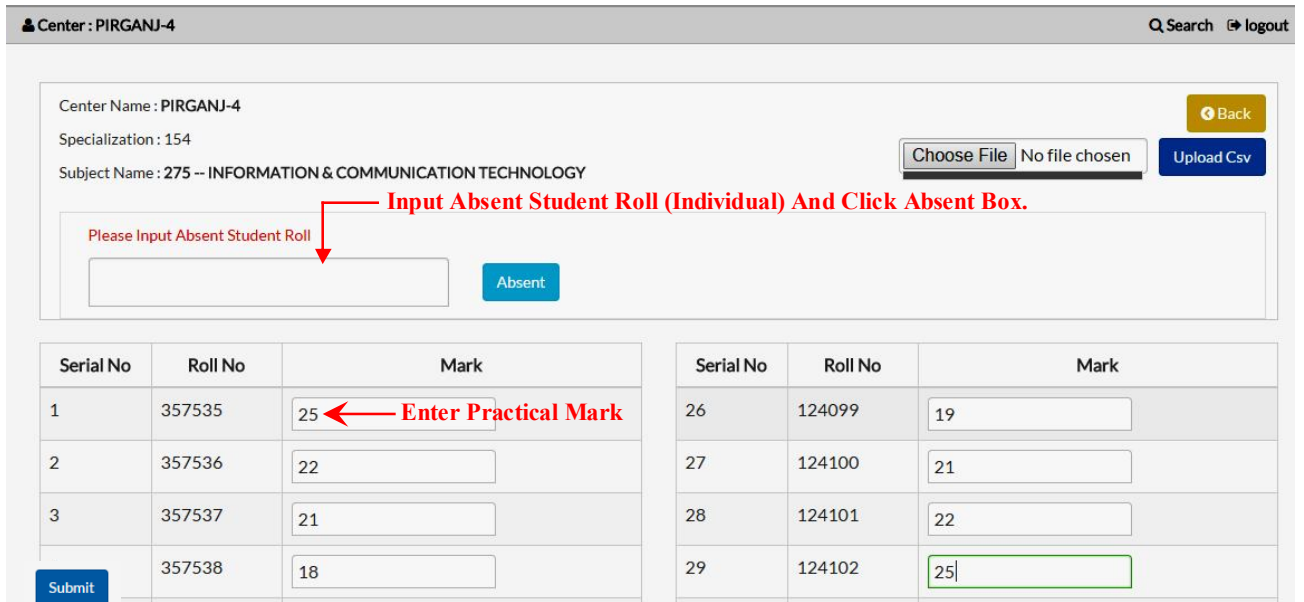 Center : PIRGANJ-4 Search logout
Center Name : PIRGANJ-4
Back
Specialization : 154
Choose File No file chosen Upload Csv
Subject Name : 275 -- INFORMATION & COMMUNICATION TECHNOLOGY
Input Absent Student Roll (Individual) And Click Absent Box.
Please Input Absent Student Roll
Absent
Serial No Roll No Mark Serial No Roll No Mark
1 357535 25 Enter Practical Mark 26 124099 19
2 357536 22 27 124100 21
3 357537 21 28 124101 22
357538 18 29 124102 25
Submit